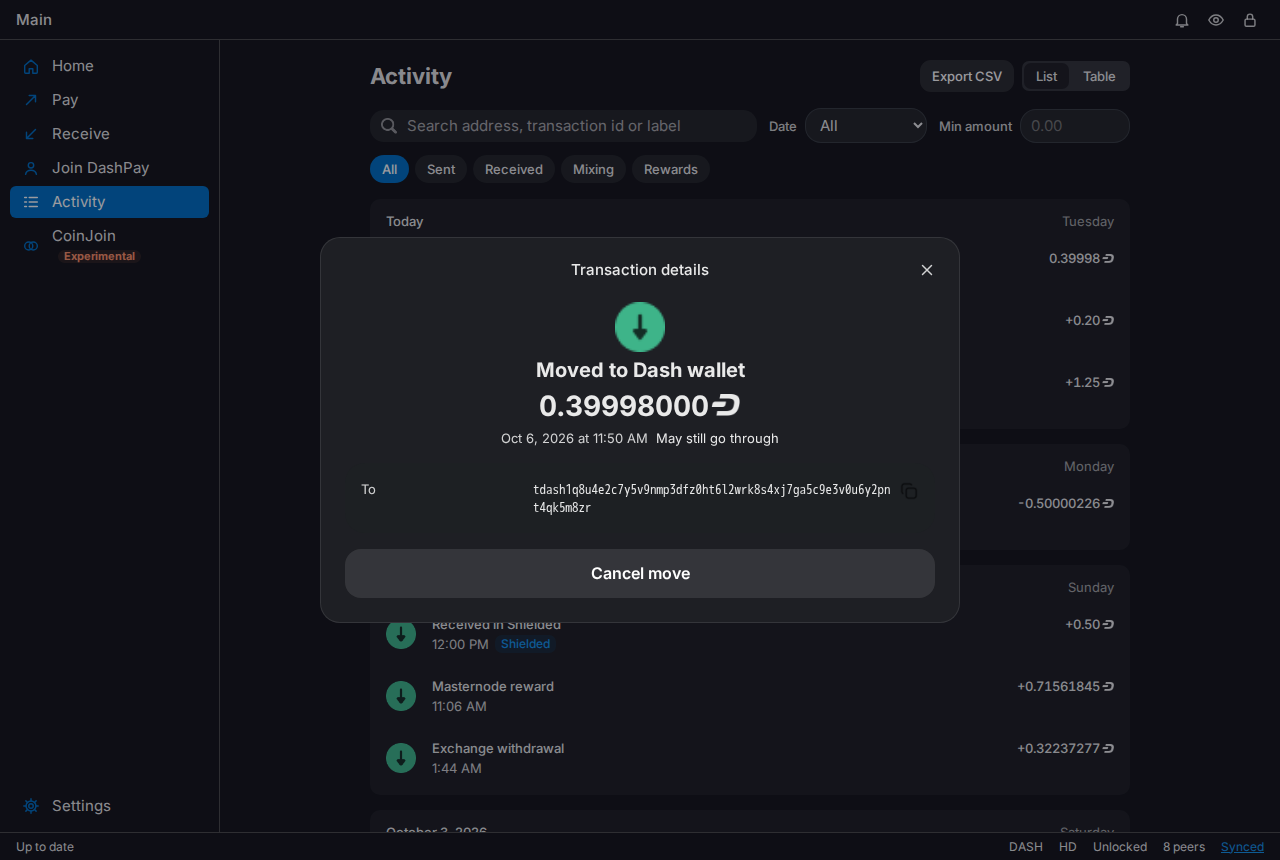 Main
Home
Pay
Receive
Join DashPay
Activity
CoinJoin
Experimental
Settings
Activity
Export CSV
List
Table
Search address, transaction id or label
Date
All
Min amount
0.00
All
Sent
Received
Mixing
Rewards
Today
Tuesday
0.39998
+0.20
+1.25
Monday
-0.50000226
Sunday
Transaction details
Moved to Dash wallet
0.39998000
Oct 6, 2026 at 11:50 AM May still go through
To
tdash1q8u4e2c7y5v9nmp3dfz0ht6l2wrk8s4xj7ga5c9e3v0u6y2pn
t4qk5m8zr
Cancel move
Received in Shielded
+0.50
12:00 PM Shielded
Masternode reward
+0.71561845
11:06 AM
Exchange withdrawal
+0.32237277
1:44 AM
October 3, 2026
Saturday
Up to date
DASH
HD
Unlocked
8 peers
Synced